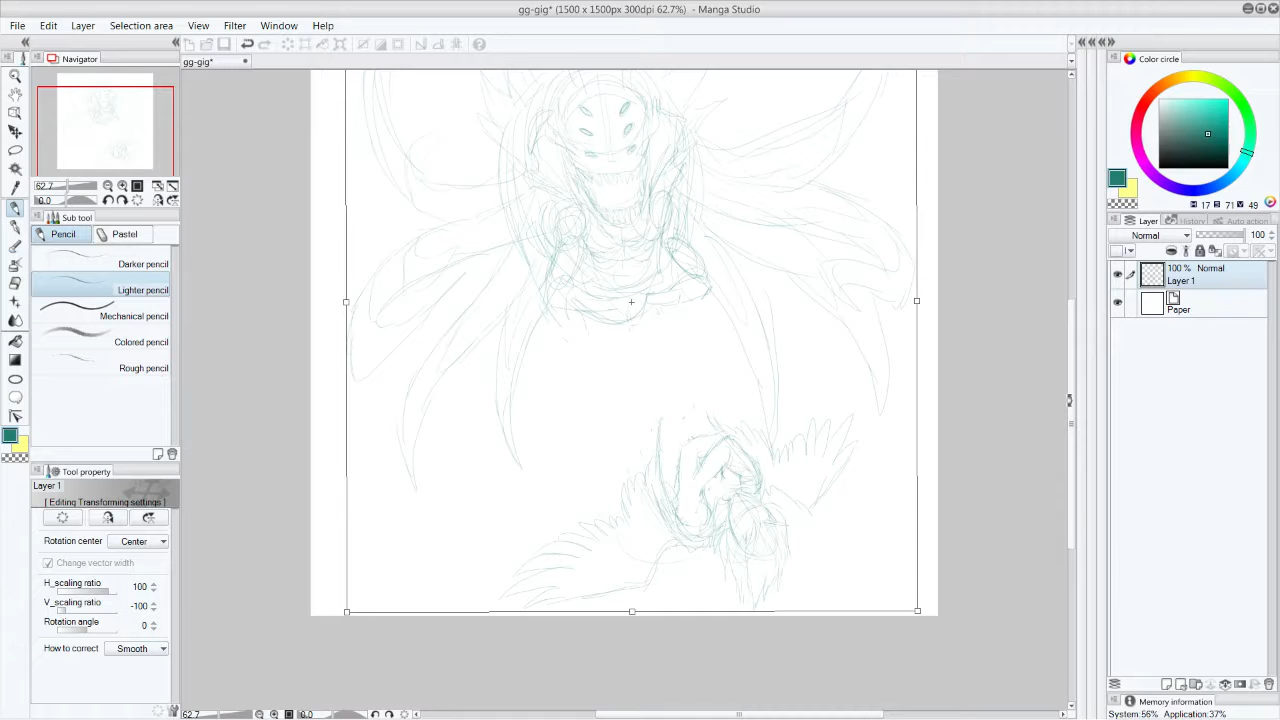 gg-gig* (1500 x 1500px 300dpi 62.7%) - Manga Studio
File Edit Layer Selection area View Filter Window Help
gg-gig*
Navigator
62.7
0.0
Sub tool
Pencil Pastel
Darker pencil
Lighter pencil
Mechanical pencil
Colored pencil
Rough pencil
Tool property
Layer 1
[ Editing Transforming settings ]
Rotation center Center
Change vector width
H_scaling ratio 100
V_scaling ratio -100
Rotation angle 0
How to correct Smooth
62.7 0.0
Color circle
H 17 S 71 V 49
Layer History Auto action
Normal 100
100 % Normal
Layer 1
Paper
Memory information
System:56% Application:37%